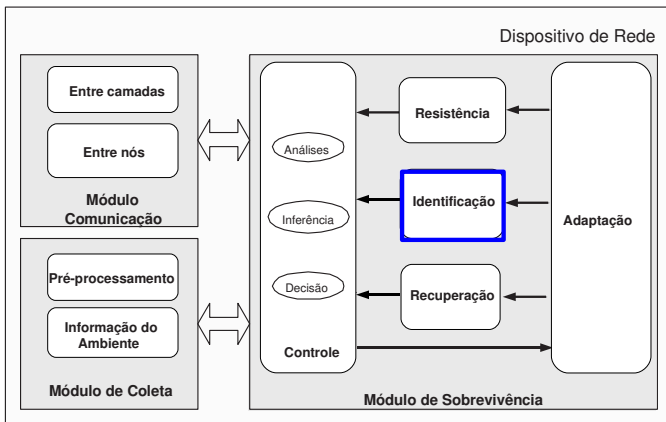 Dispositivo de Rede
Entre camadas
Entre nós
Módulo
Comunicação
Pré-processamento
Informação do
Ambiente
Módulo de Coleta
Análises
Inferência
Decisão
Controle
Resistência
Identificação
Recuperação
Adaptação
Módulo de Sobrevivência